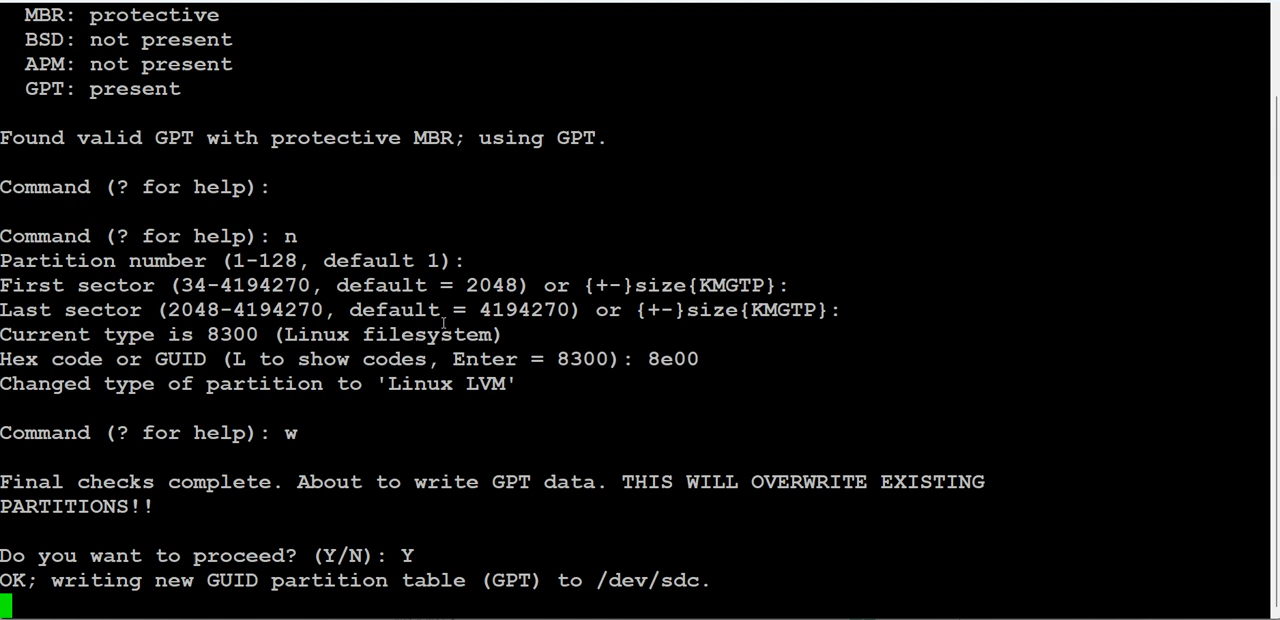 MBR: protective
BSD: not present
APM: not present
GPT: present
Found valid GPT with protective MBR; using GPT.
Command (? for help):
Command (? for help): n
Partition number (1-128, default 1):
First sector (34-4194270, default = 2048) or {+-}size{KMGTP}:
Last sector (2048-4194270, default = 4194270) or {+-}size{KMGTP}:
Current type is 8300 (Linux filesystem)
Hex code or GUID (L to show codes, Enter = 8300): 8e00
Changed type of partition to 'Linux LVM'
Command (? for help): w
Final checks complete. About to write GPT data. THIS WILL OVERWRITE EXISTING
PARTITIONS!!
Do you want to proceed? (Y/N): Y
OK; writing new GUID partition table (GPT) to /dev/sdc.